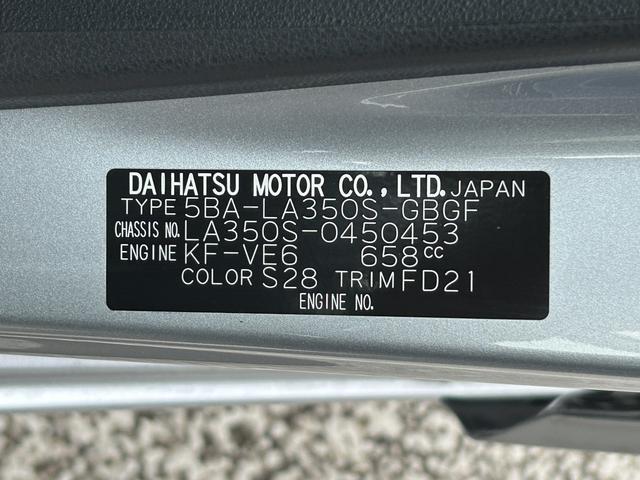 DAIHATSU MOTOR CO., LTD. JAPAN
TYPE 5BA-LA350S-GBGF
CHASSIS NO. LA350S-0450453
ENGINE KF-VE6 658cc
COLOR S28 TRIM FD21
ENGINE NO.